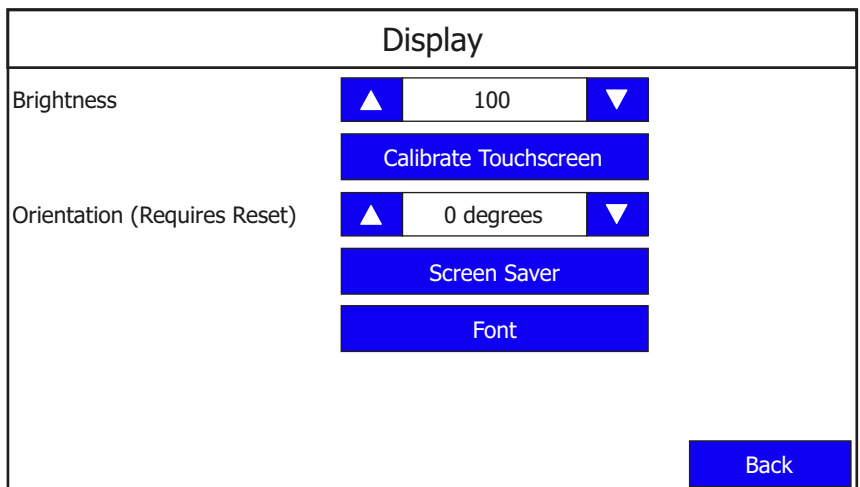 Display
Brightness
100
Calibrate Touchscreen
Orientation (Requires Reset)
0 degrees
Screen Saver
Font
Back